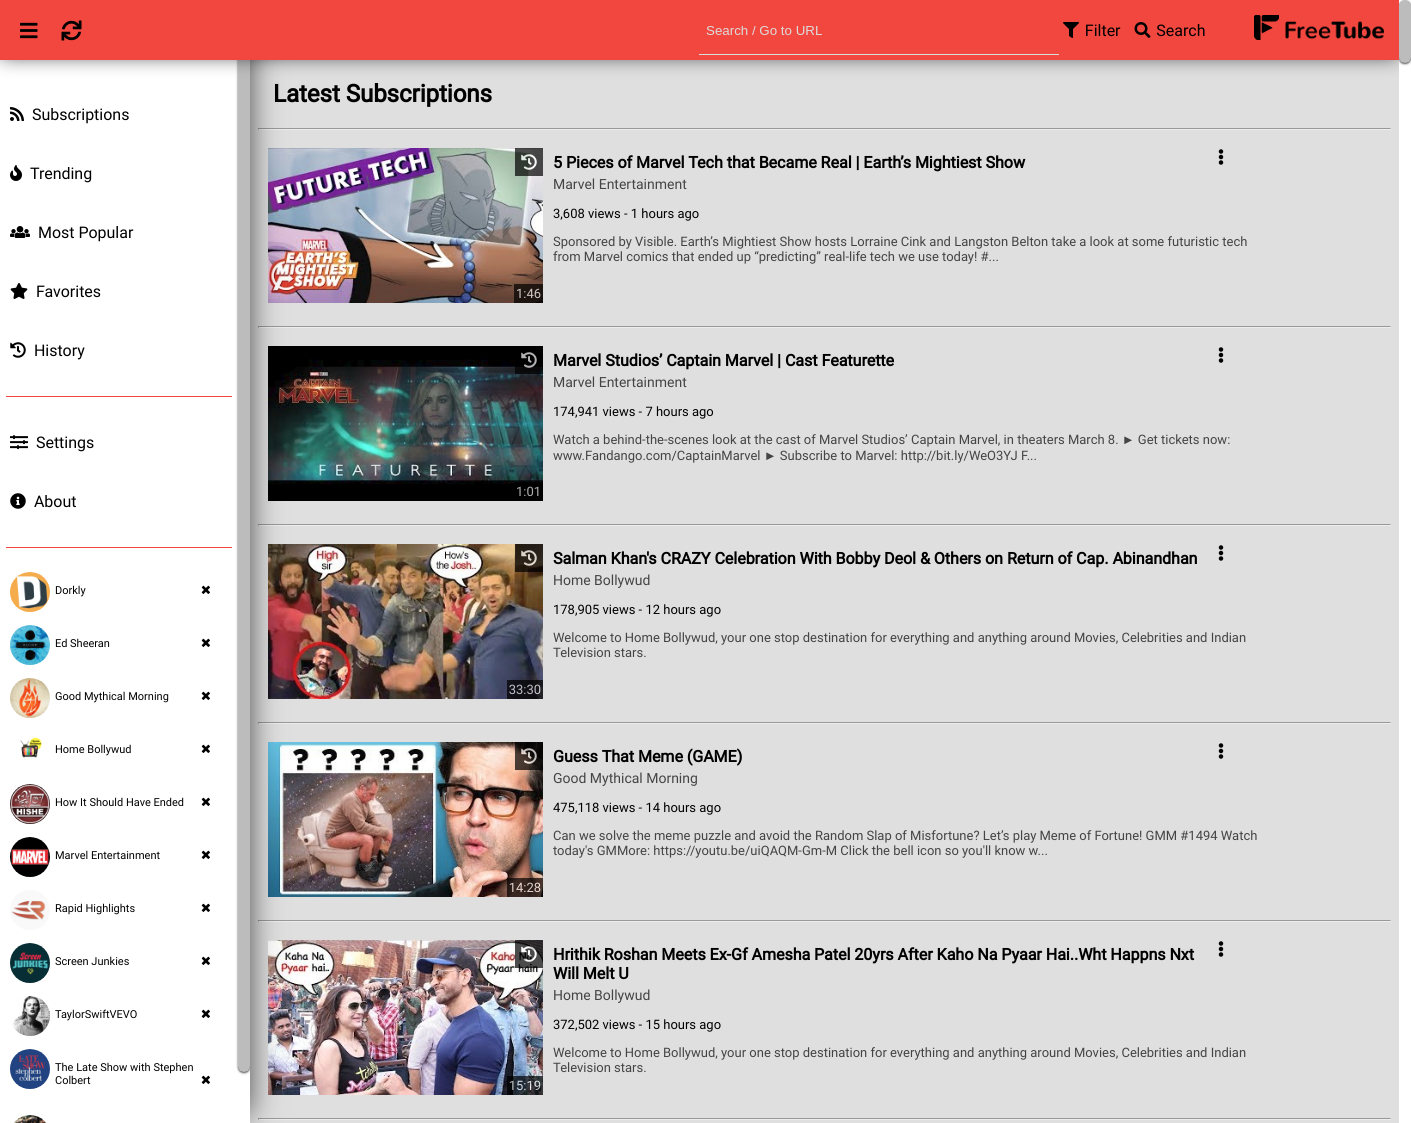 Search / Go to URL
Filter
Search
FreeTube
Subscriptions
Trending
Most Popular
Favorites
History
Settings
About
Dorkly
Ed Sheeran
Good Mythical Morning
Home Bollywud
How It Should Have Ended
Marvel Entertainment
Rapid Highlights
Screen Junkies
TaylorSwiftVEVO
The Late Show with Stephen
Colbert
D
HISHE
MARVEL
Screen
JUNKIES
LATE
SHOW
stephen
colbert
Latest Subscriptions
FUTURE TECH
MARVEL
EARTH'S
MIGHTIEST
SHOW
1:46
5 Pieces of Marvel Tech that Became Real | Earth’s Mightiest Show
Marvel Entertainment
3,608 views - 1 hours ago
Sponsored by Visible. Earth’s Mightiest Show hosts Lorraine Cink and Langston Belton take a look at some futuristic tech
from Marvel comics that ended up “predicting” real-life tech we use today! #...
CAPTAIN
MARVEL
FEATURETTE
1:01
Marvel Studios’ Captain Marvel | Cast Featurette
Marvel Entertainment
174,941 views - 7 hours ago
Watch a behind-the-scenes look at the cast of Marvel Studios’ Captain Marvel, in theaters March 8. ► Get tickets now:
www.Fandango.com/CaptainMarvel ► Subscribe to Marvel: http://bit.ly/WeO3YJ F...
High
sir
How's
the Josh..
33:30
Salman Khan's CRAZY Celebration With Bobby Deol & Others on Return of Cap. Abinandhan
Home Bollywud
178,905 views - 12 hours ago
Welcome to Home Bollywud, your one stop destination for everything and anything around Movies, Celebrities and Indian
Television stars.
? ? ? ? ?
14:28
Guess That Meme (GAME)
Good Mythical Morning
475,118 views - 14 hours ago
Can we solve the meme puzzle and avoid the Random Slap of Misfortune? Let’s play Meme of Fortune! GMM #1494 Watch
today's GMMore: https://youtu.be/uiQAQM-Gm-M Click the bell icon so you'll know w...
Kaha Na
Pyaar hai..
Kaho
Pyaar hain
15:19
Hrithik Roshan Meets Ex-Gf Amesha Patel 20yrs After Kaho Na Pyaar Hai..Wht Happns Nxt
Will Melt U
Home Bollywud
372,502 views - 15 hours ago
Welcome to Home Bollywud, your one stop destination for everything and anything around Movies, Celebrities and Indian
Television stars.